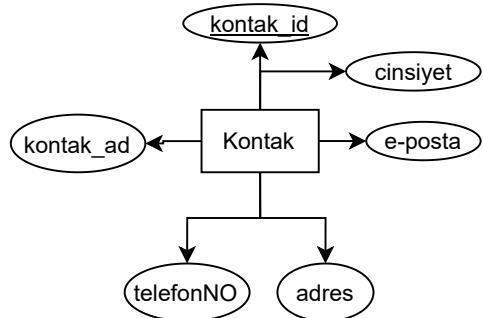 kontak_id
cinsiyet
kontak_ad
Kontak
e-posta
telefonNO
adres